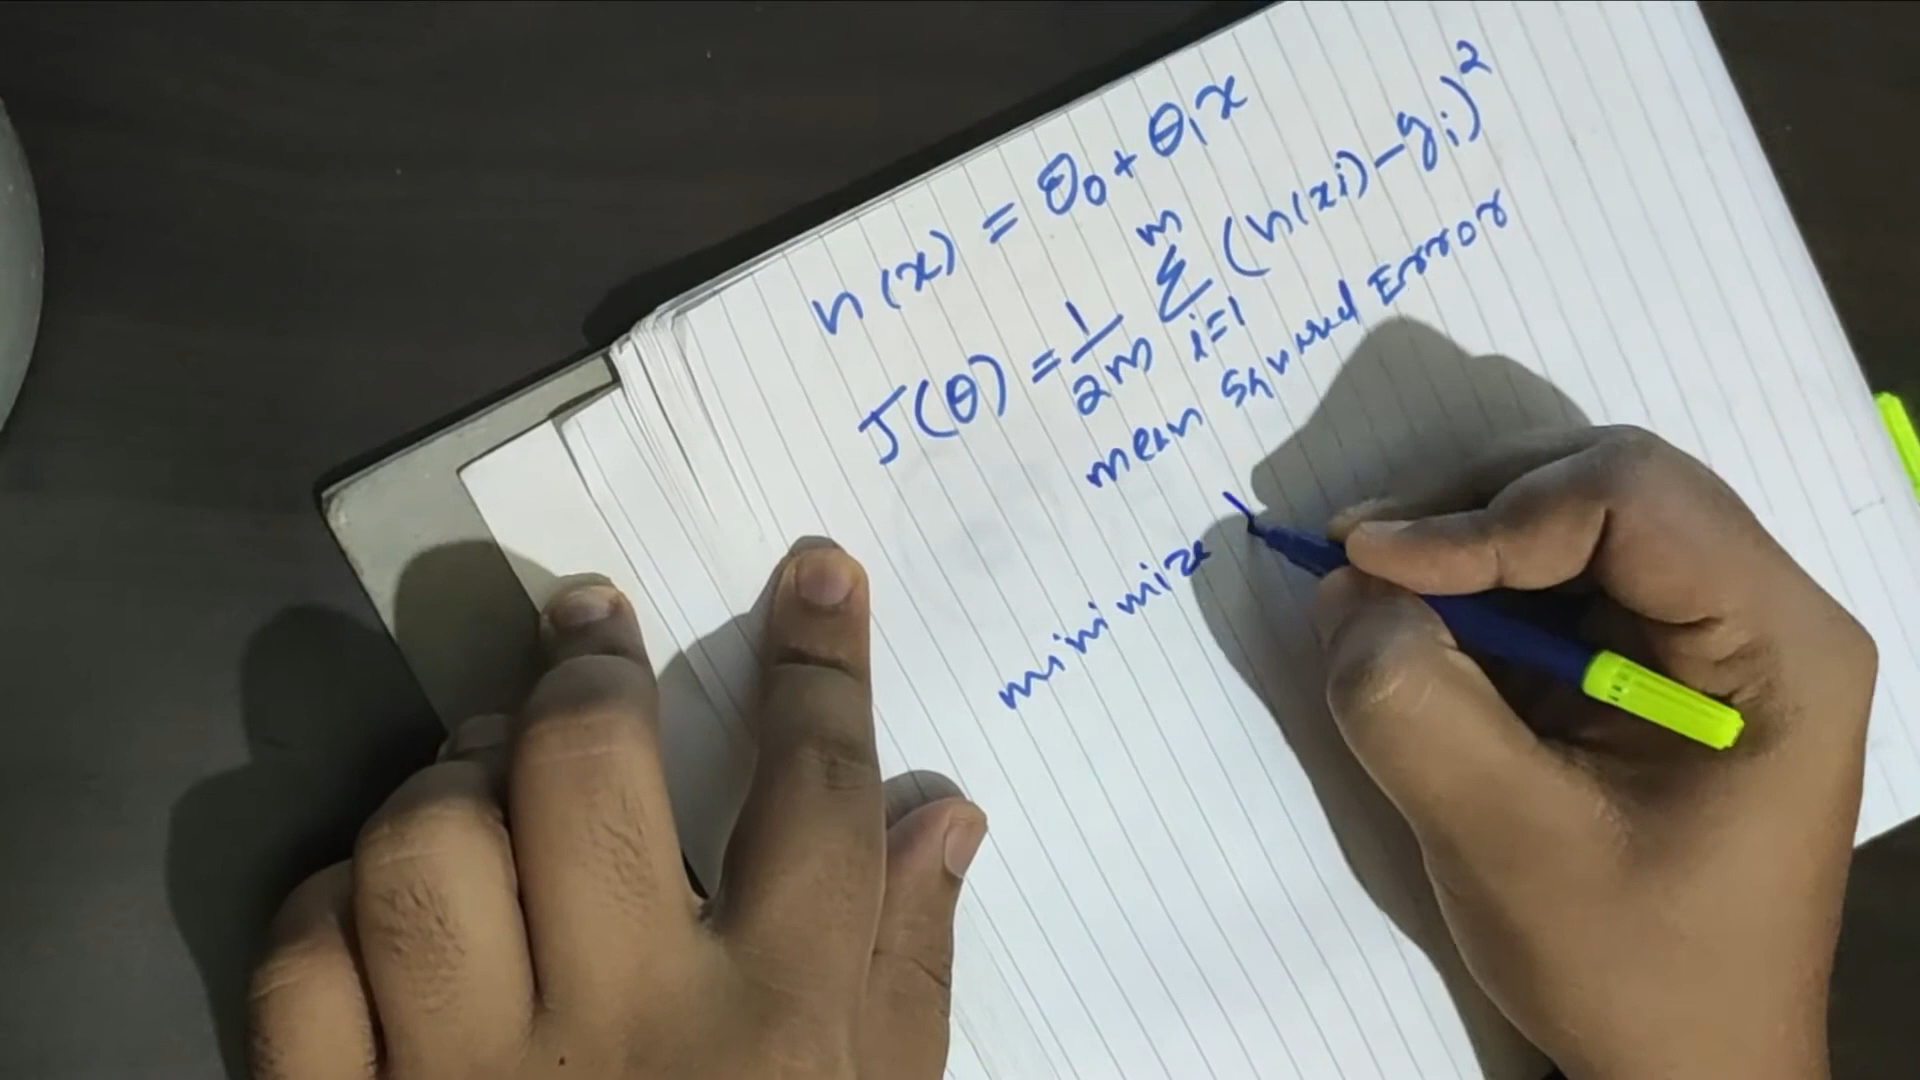 h(x) = θ₀ + θ₁x
J(θ) = 1/2m Σ_{i=1}^{m} (h(xi) - yi)²
mean Squared Error
minimize